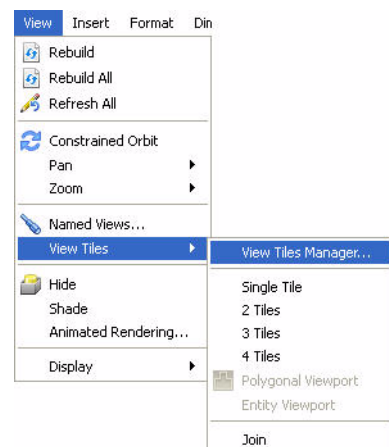 View Insert Format Din
Rebuild
Rebuild All
Refresh All
Constrained Orbit
Pan
Zoom
Named Views...
View Tiles
Hide
Shade
Animated Rendering...
Display
View Tiles Manager...
Single Tile
2 Tiles
3 Tiles
4 Tiles
Polygonal Viewport
Entity Viewport
Join